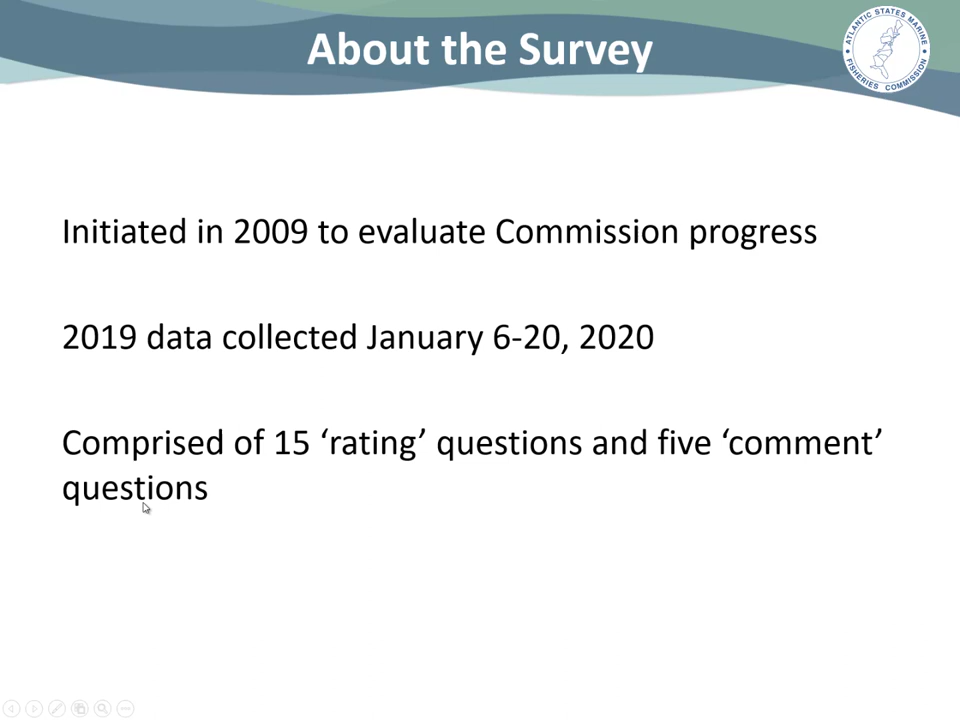 About the Survey
ATLANTIC STATES MARINE
FISHERIES COMMISSION
Initiated in 2009 to evaluate Commission progress
2019 data collected January 6-20, 2020
Comprised of 15 ‘rating’ questions and five ‘comment’
questions